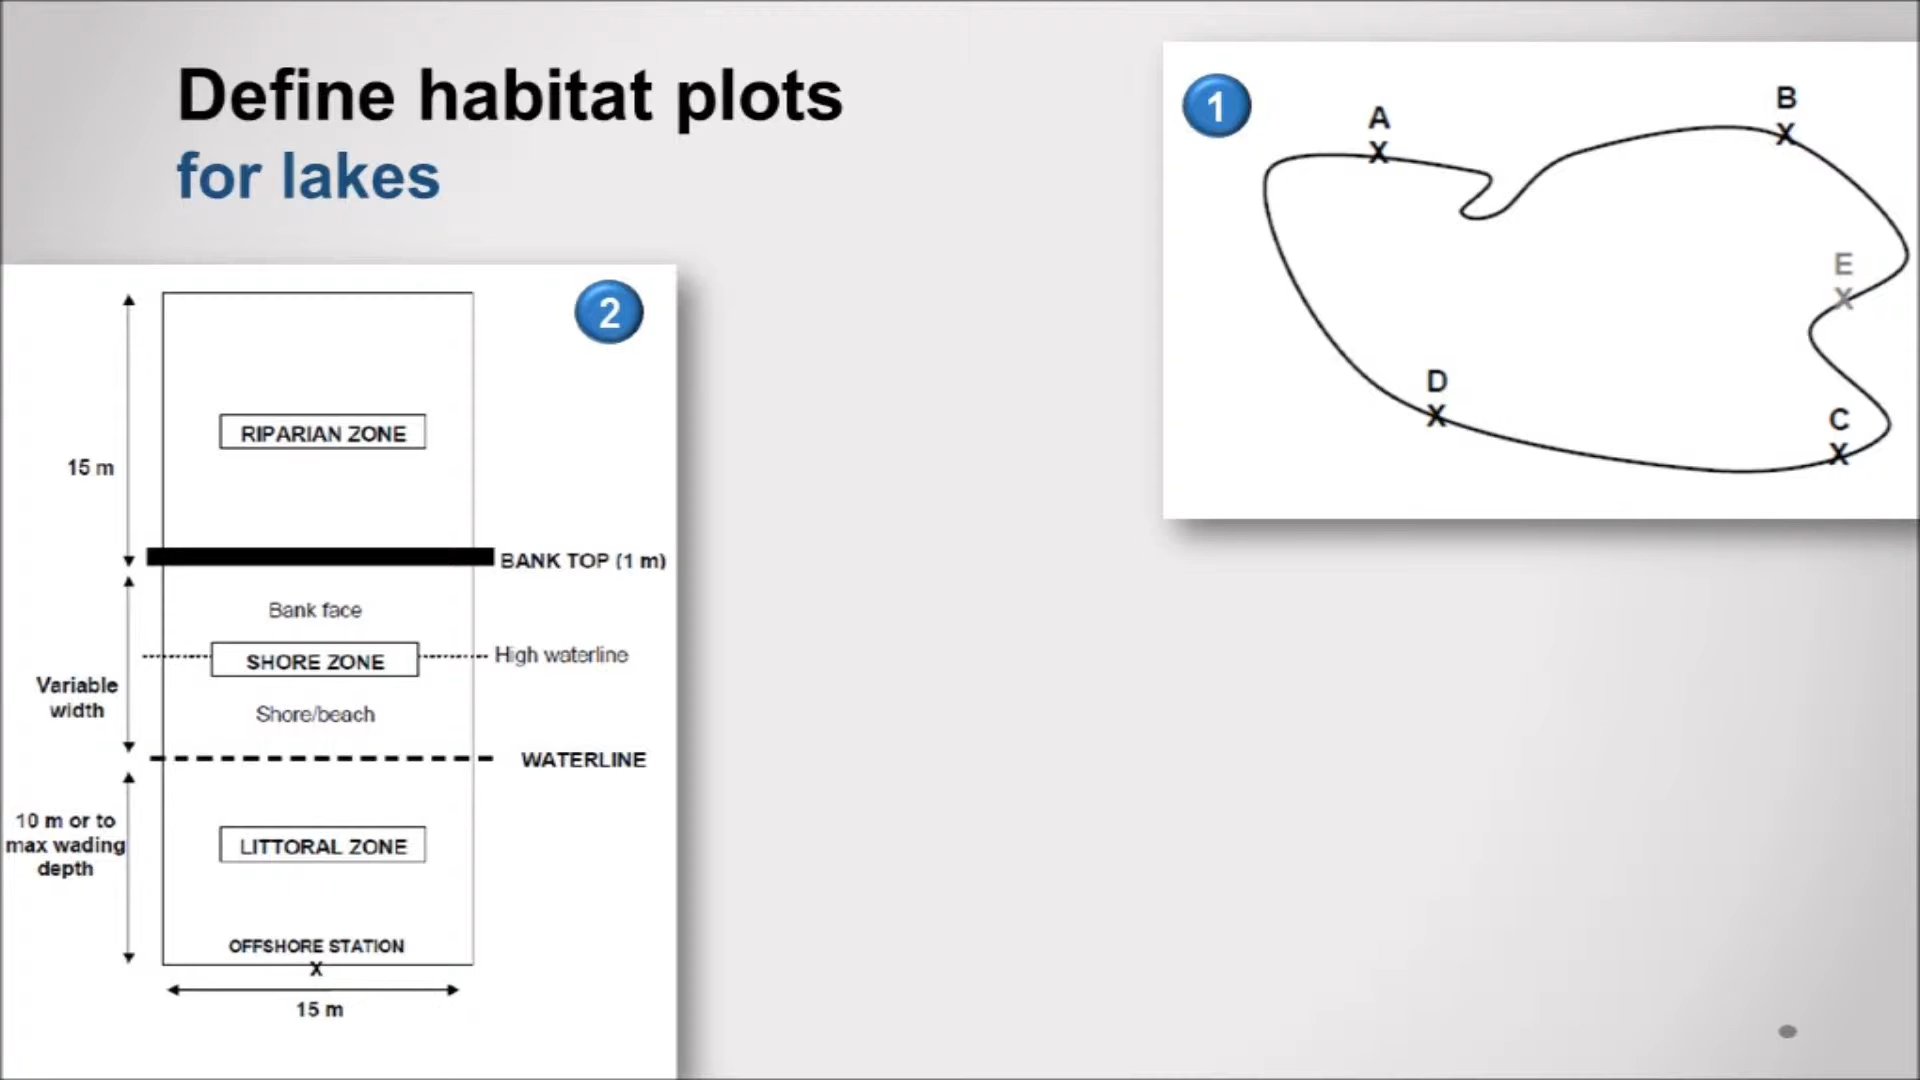 Define habitat plots
for lakes
1
A
X
B
X
E
X
D
X
C
X
2
RIPARIAN ZONE
15 m
BANK TOP (1 m)
Bank face
SHORE ZONE
High waterline
Variable
width
Shore/beach
WATERLINE
10 m or to
max wading
depth
LITTORAL ZONE
OFFSHORE STATION
X
15 m